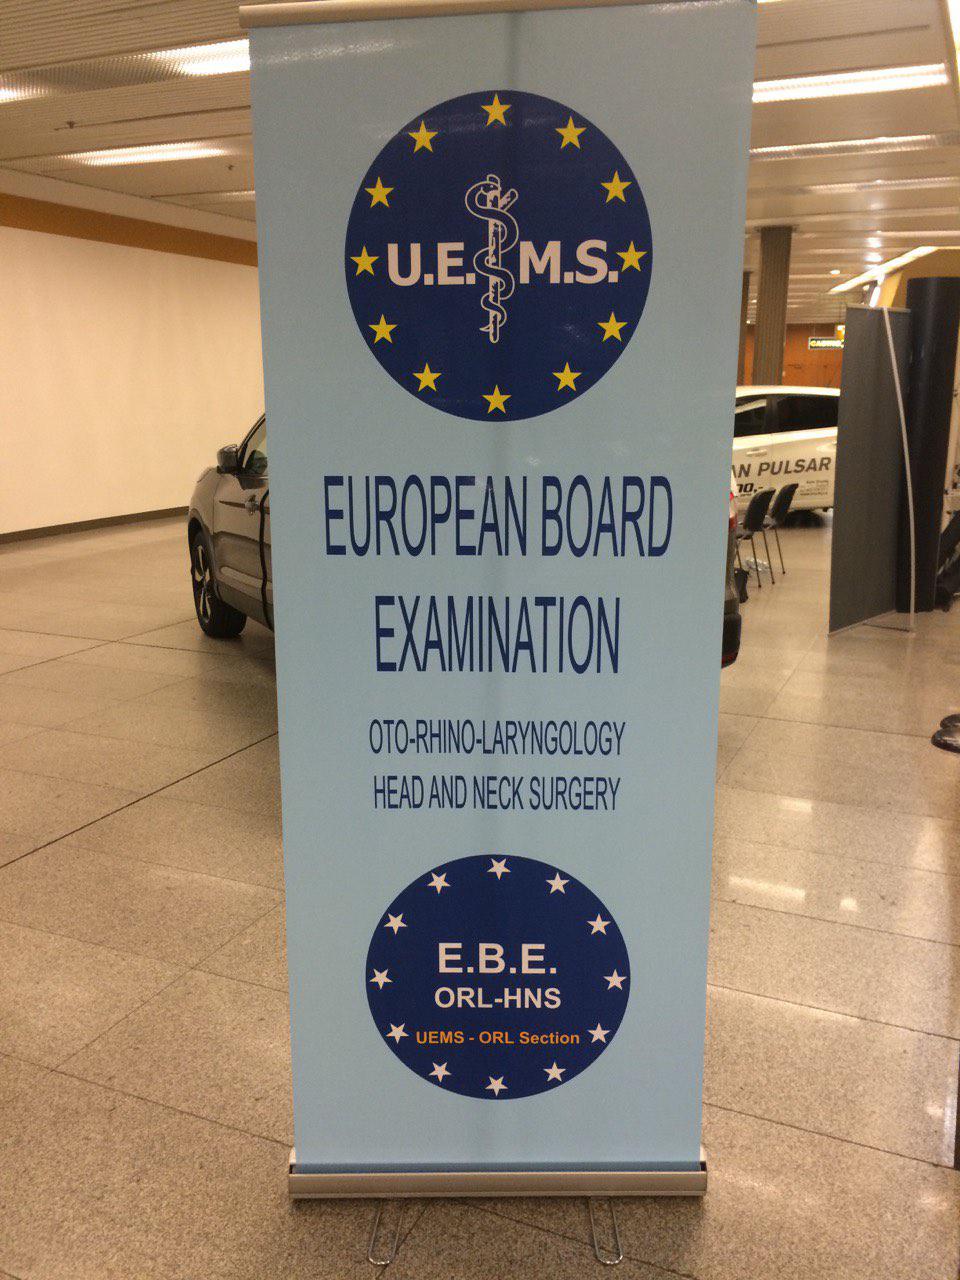 U.E.M.S.
EUROPEAN BOARD
EXAMINATION
OTO-RHINO-LARYNGOLOGY
HEAD AND NECK SURGERY
E.B.E.
ORL-HNS
UEMS - ORL Section
AN PULSAR